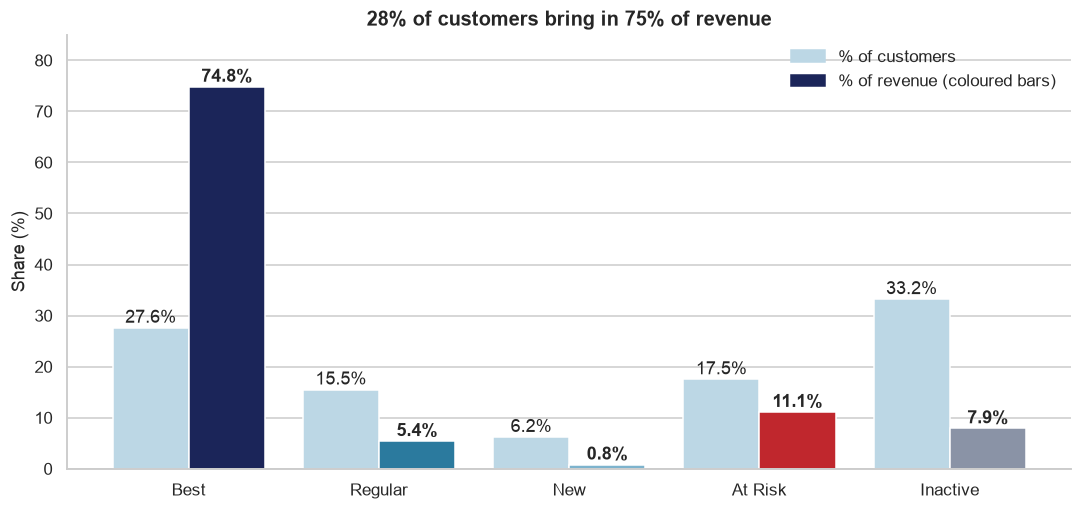 28% of customers bring in 75% of revenue
% of customers
% of revenue (coloured bars)
Share (%)
80
70
60
50
40
30
20
10
0
27.6%
74.8%
15.5%
5.4%
6.2%
0.8%
17.5%
11.1%
33.2%
7.9%
Best
Regular
New
At Risk
Inactive